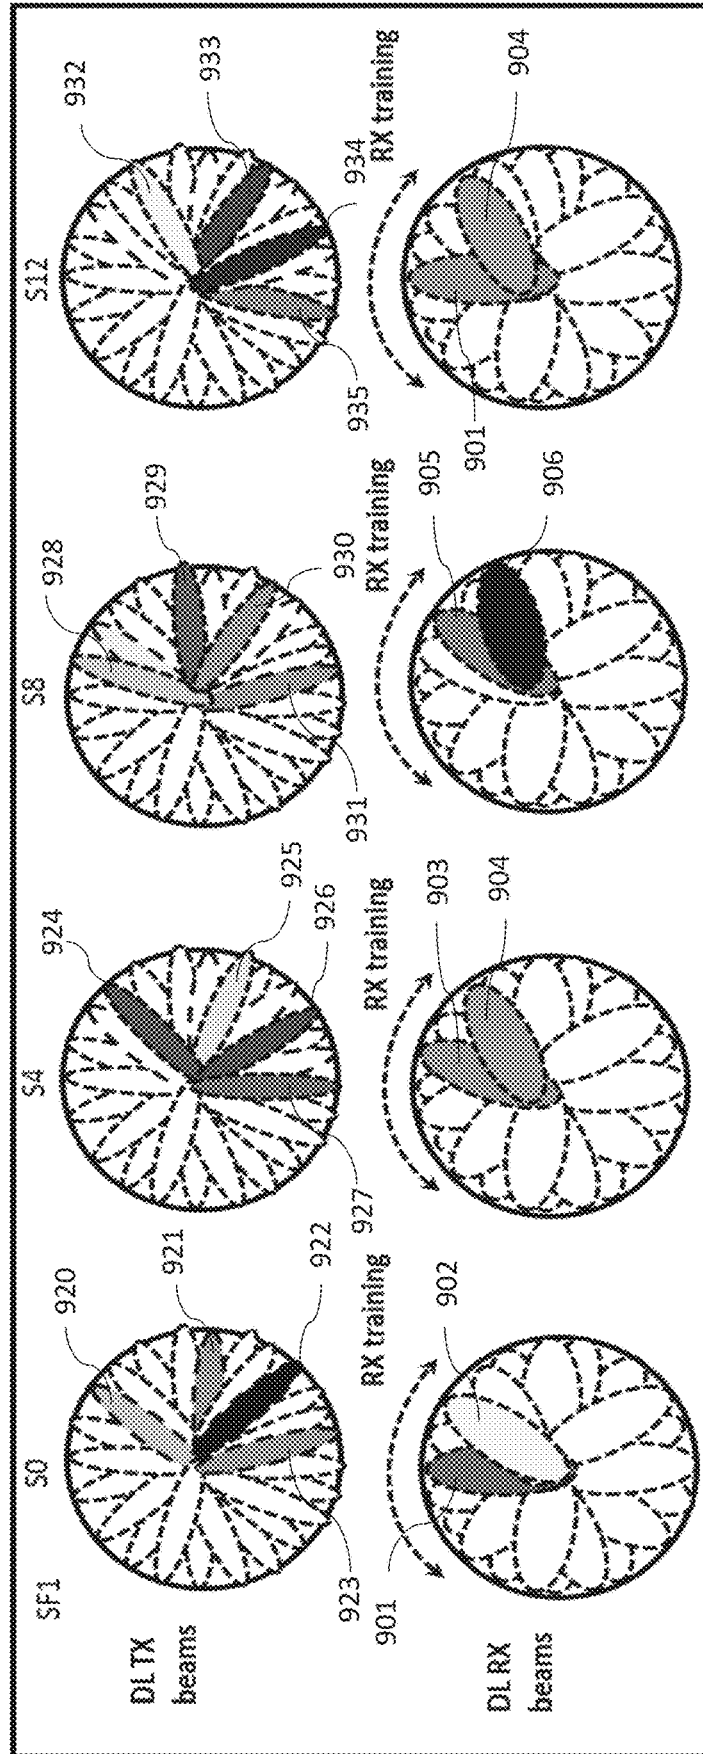 SF1
S0
S4
S8
S12
DL TX
beams
920
921
922
923
924
925
926
927
928
929
930
931
932
933
934
935
RX training
RX training
RX training
RX training
DL RX
beams
901
902
903
904
905
906
901
904